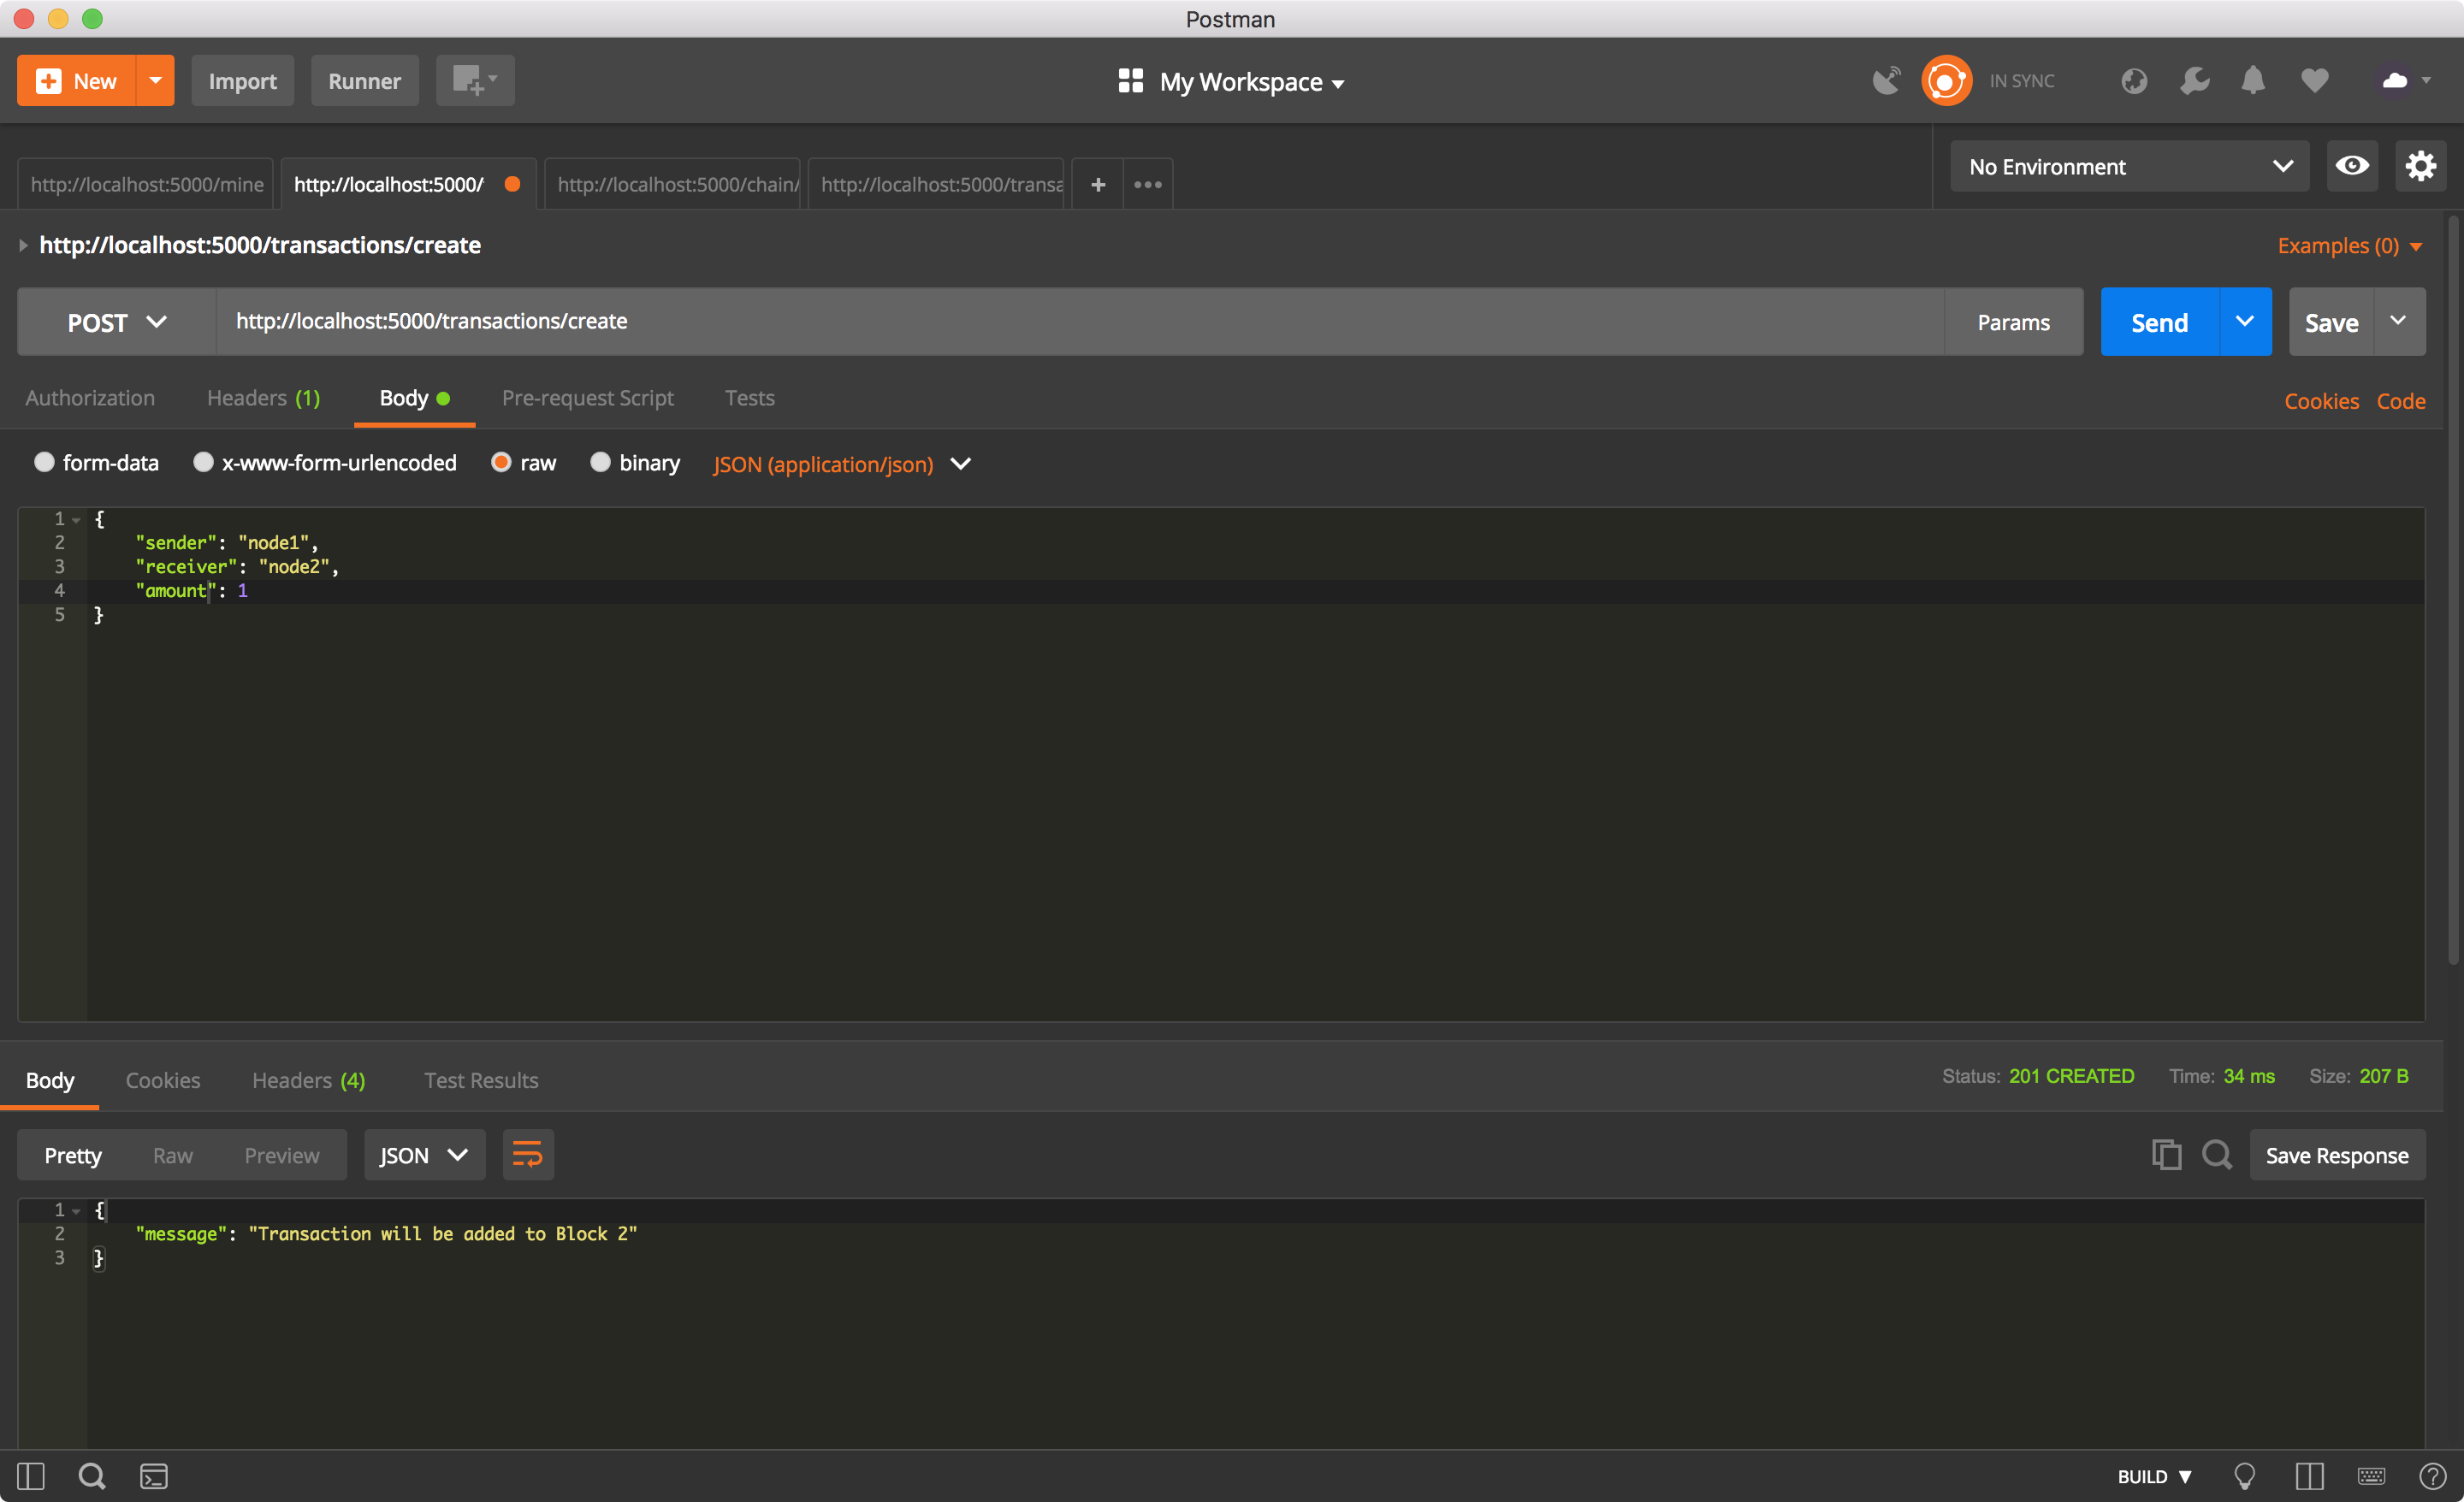 Postman
New
Import
Runner
My Workspace
IN SYNC
http://localhost:5000/mine
http://localhost:5000/
http://localhost:5000/chain/
http://localhost:5000/transa
+
No Environment
http://localhost:5000/transactions/create
Examples (0)
POST
http://localhost:5000/transactions/create
Params
Send
Save
Authorization
Headers (1)
Body
Pre-request Script
Tests
Cookies
Code
form-data
x-www-form-urlencoded
raw
binary
JSON (application/json)
1 {
2 "sender": "node1",
3 "receiver": "node2",
4 "amount": 1
5 }
Body
Cookies
Headers (4)
Test Results
Status: 201 CREATED
Time: 34 ms
Size: 207 B
Pretty
Raw
Preview
JSON
Save Response
1 {
2 "message": "Transaction will be added to Block 2"
3 }
BUILD